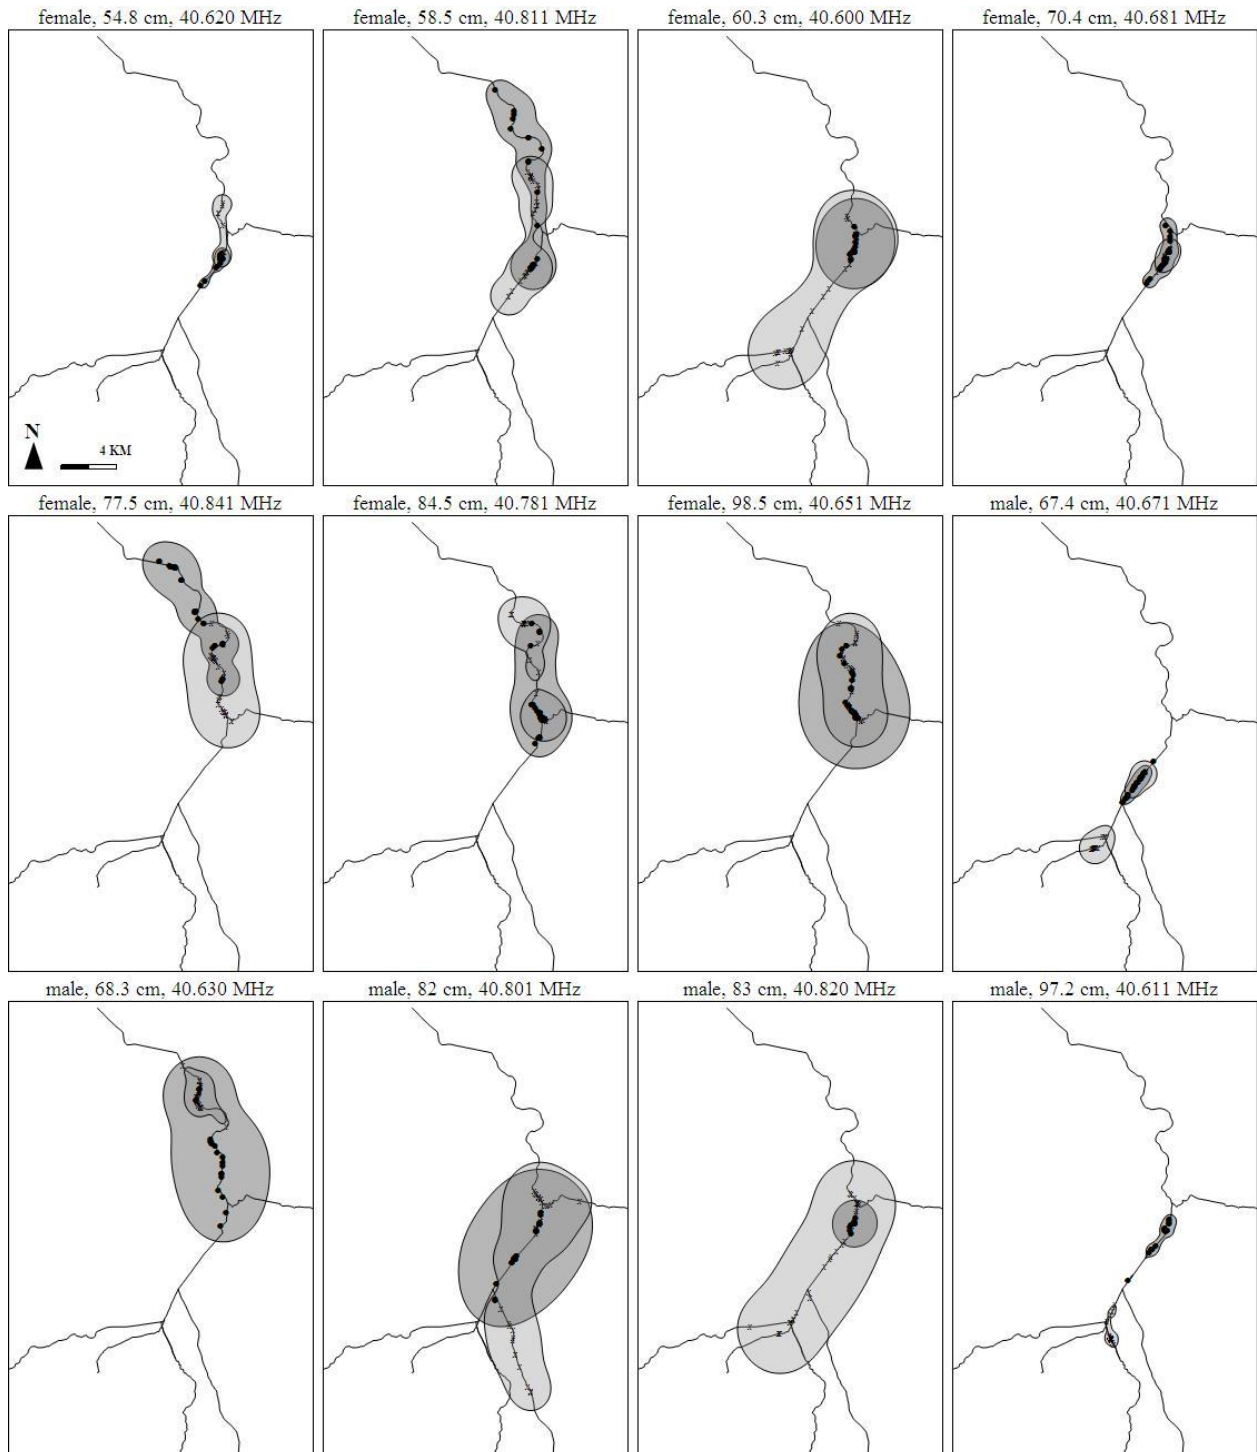 female, 54.8 cm, 40.620 MHz
female, 58.5 cm, 40.811 MHz
female, 60.3 cm, 40.600 MHz
female, 70.4 cm, 40.681 MHz
N
4 KM
female, 77.5 cm, 40.841 MHz
female, 84.5 cm, 40.781 MHz
female, 98.5 cm, 40.651 MHz
male, 67.4 cm, 40.671 MHz
male, 68.3 cm, 40.630 MHz
male, 82 cm, 40.801 MHz
male, 83 cm, 40.820 MHz
male, 97.2 cm, 40.611 MHz